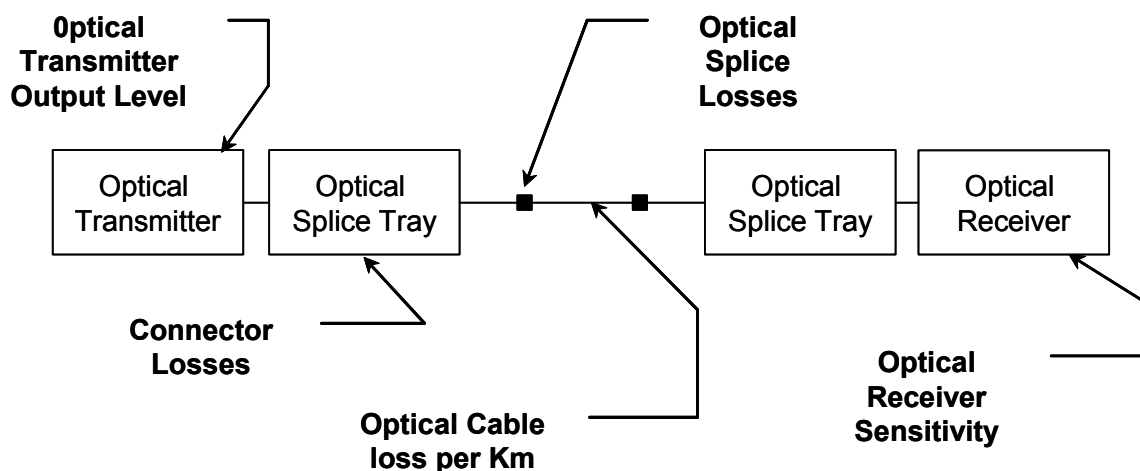 0ptical
Transmitter
Output Level
Optical
Splice
Losses
Optical
Transmitter
Optical
Splice Tray
Optical
Splice Tray
Optical
Receiver
Connector
Losses
Optical Cable
loss per Km
Optical
Receiver
Sensitivity